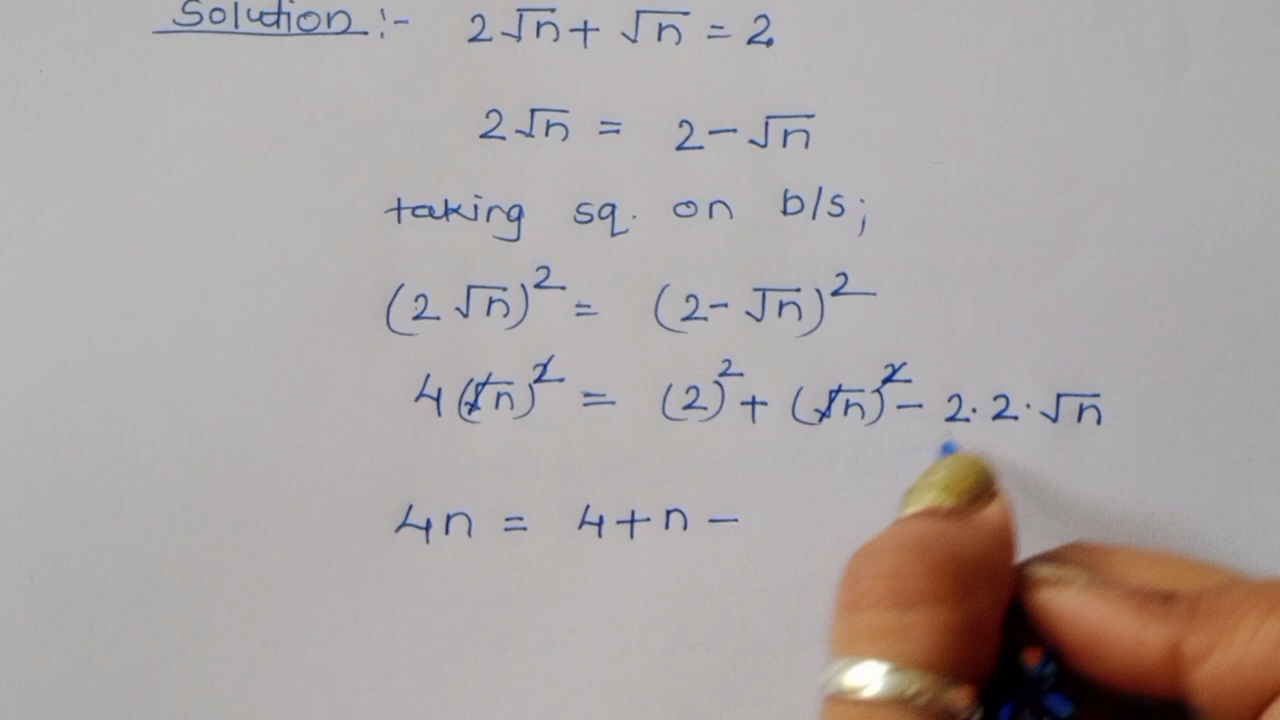 Solution :- 2√n + √n = 2
2√n = 2 - √n
taking sq. on b/s;
(2√n)² = (2 - √n)²
4(√n)² = (2)² + (√n)² - 2·2·√n
4n = 4 + n -